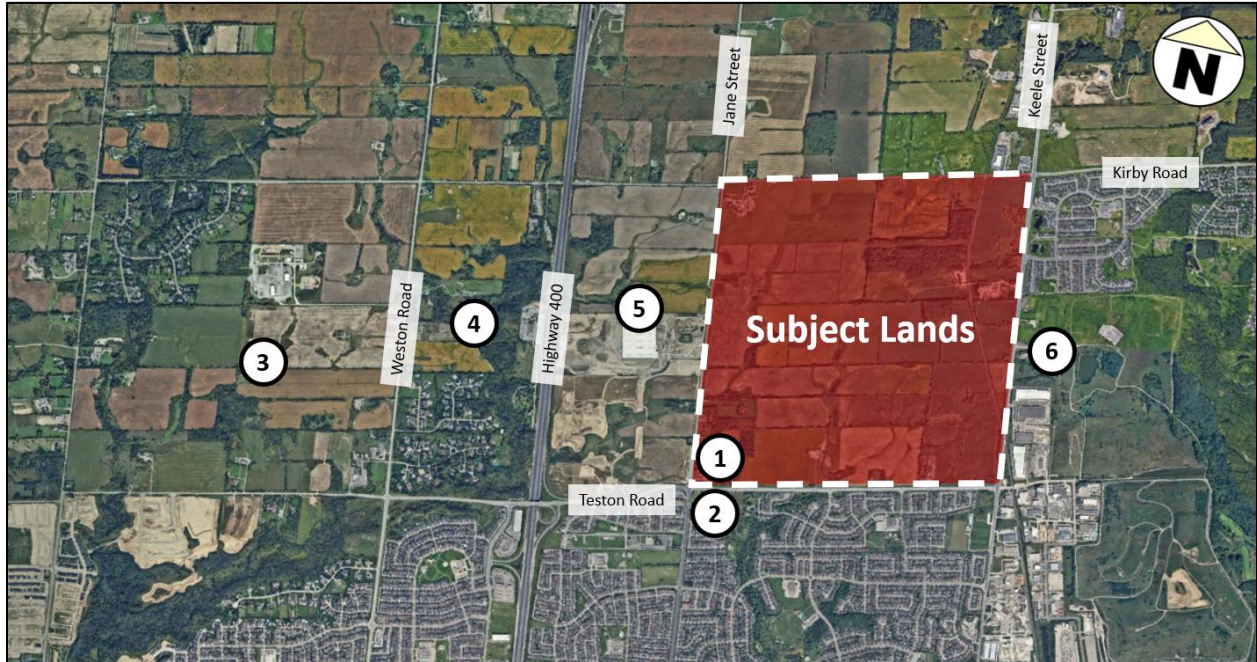 N
Jane Street
Keele Street
Kirby Road
Weston Road
Highway 400
5
4
Subject Lands
3
6
1
Teston Road
2